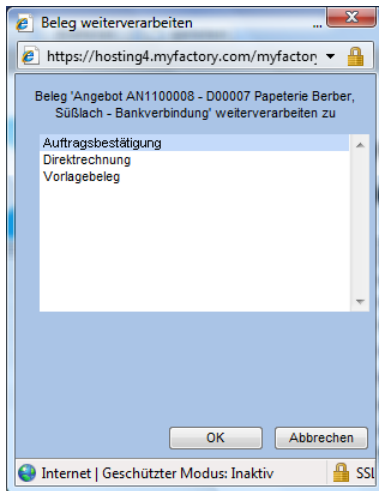 Beleg weiterverarbeiten ...
https://hosting4.myfactory.com/myfactory
Beleg 'Angebot AN1100008 - D00007 Papeterie Berber,
Süßlach - Bankverbindung' weiterverarbeiten zu
Auftragsbestätigung
Direktrechnung
Vorlagebeleg
OK Abbrechen
Internet | Geschützter Modus: Inaktiv SSL